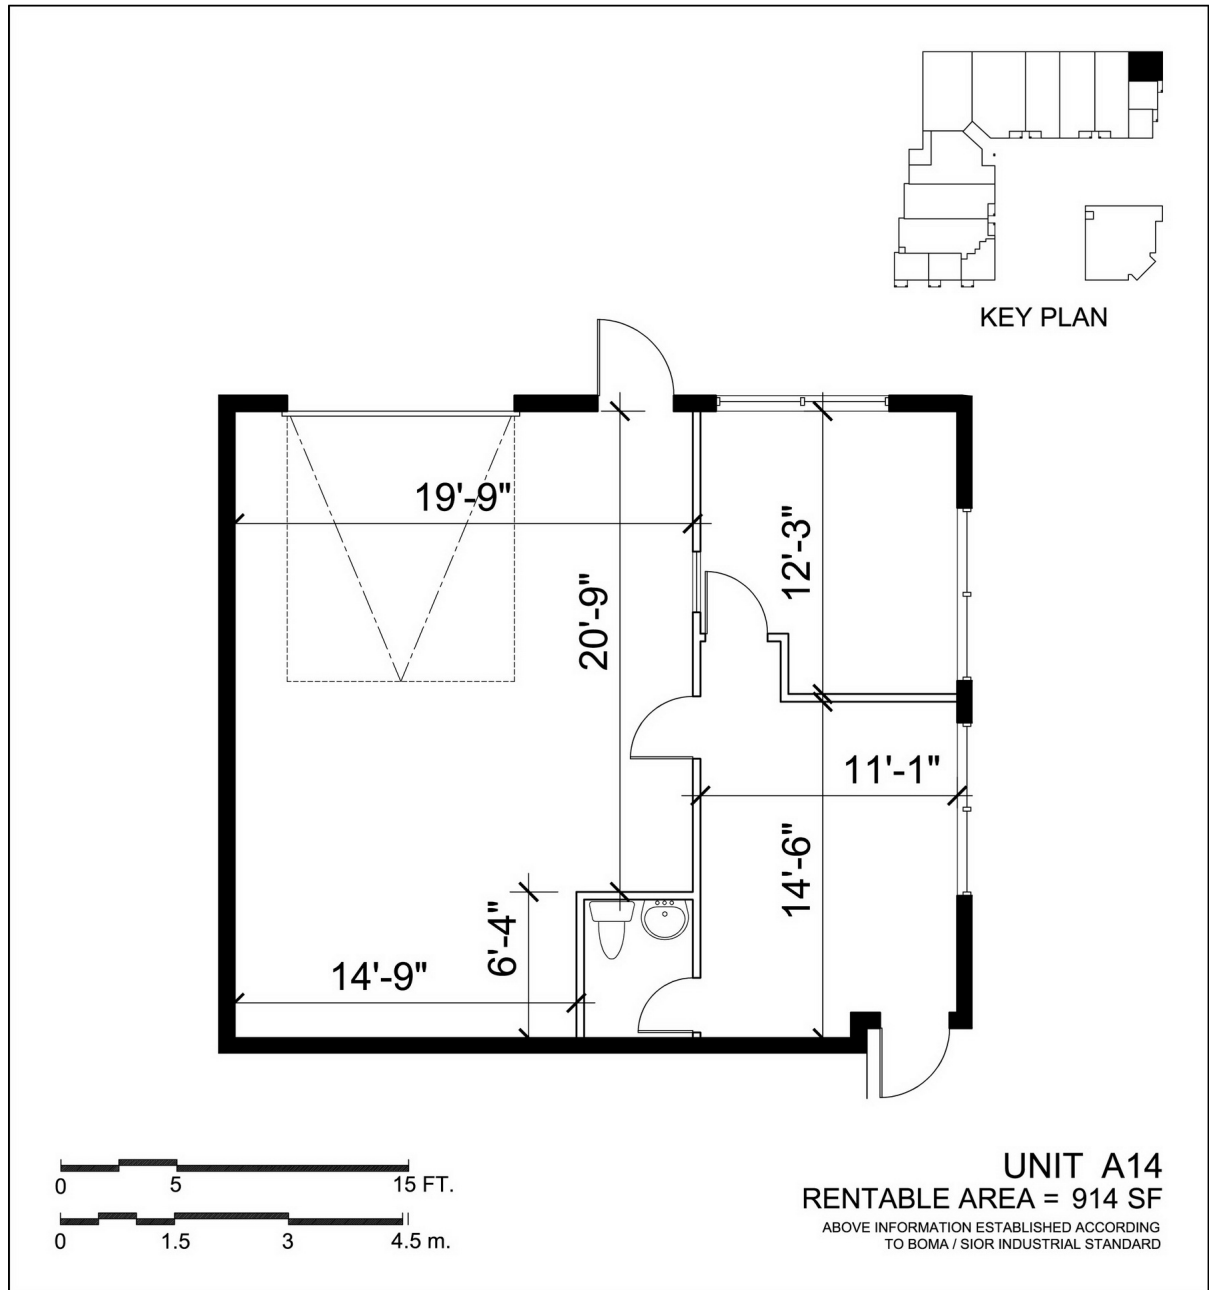 KEY PLAN
19'-9"
12'-3"
20'-9"
11'-1"
14'-6"
6'-4"
14'-9"
0 5 15 FT.
0 1.5 3 4.5 m.
UNIT A14
RENTABLE AREA = 914 SF
ABOVE INFORMATION ESTABLISHED ACCORDING
TO BOMA / SIOR INDUSTRIAL STANDARD